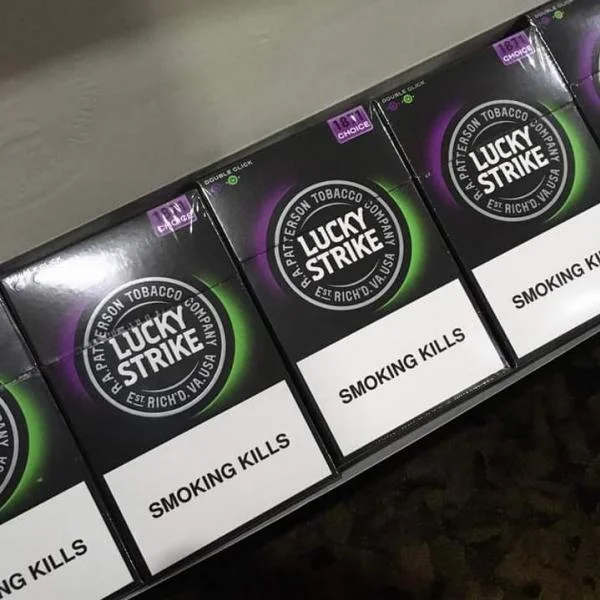 DOUBLE CLICK
1871
CHOICE
R.A. PATTERSON TOBACCO COMPANY
LUCKY
STRIKE
EST. RICH'D. VA. USA
SMOKING KILLS
DOUBLE CLICK
1871
CHOICE
R.A. PATTERSON TOBACCO COMPANY
LUCKY
STRIKE
EST. RICH'D. VA. USA
SMOKING KILLS
CHOICE
R.A. PATTERSON TOBACCO COMPANY
LUCKY
STRIKE
EST. RICH'D. VA. USA
SMOKING KILLS
NG KILLS